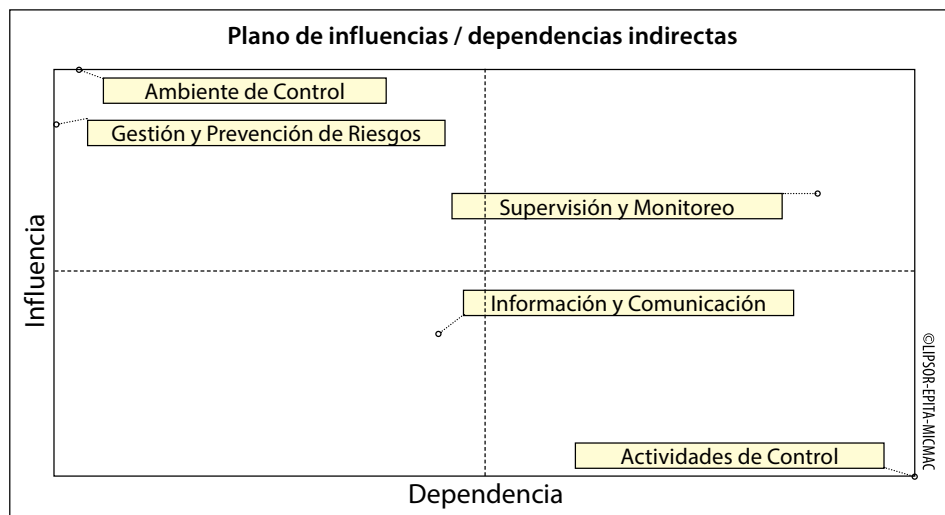 Plano de influencias / dependencias indirectas
Ambiente de Control
Gestión y Prevención de Riesgos
Supervisión y Monitoreo
Influencia
Información y Comunicación
©LIPSOR-EPITA-MICMAC
Actividades de Control
Dependencia